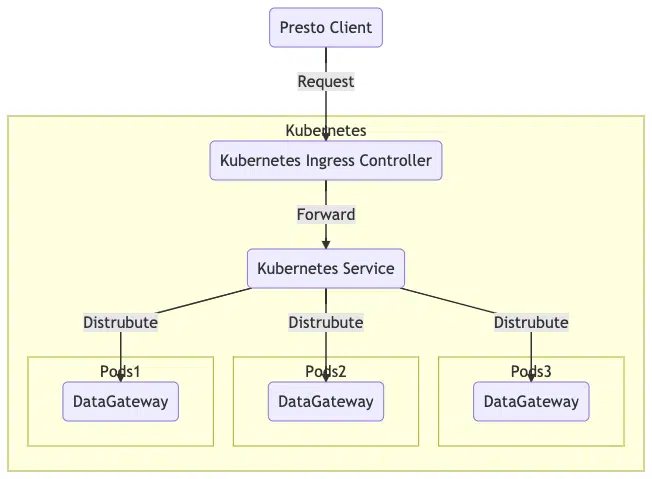 Presto Client
Request
Kubernetes
Kubernetes Ingress Controller
Forward
Kubernetes Service
Distrubute
Distrubute
Distrubute
Pods1
Pods2
Pods3
DataGateway
DataGateway
DataGateway